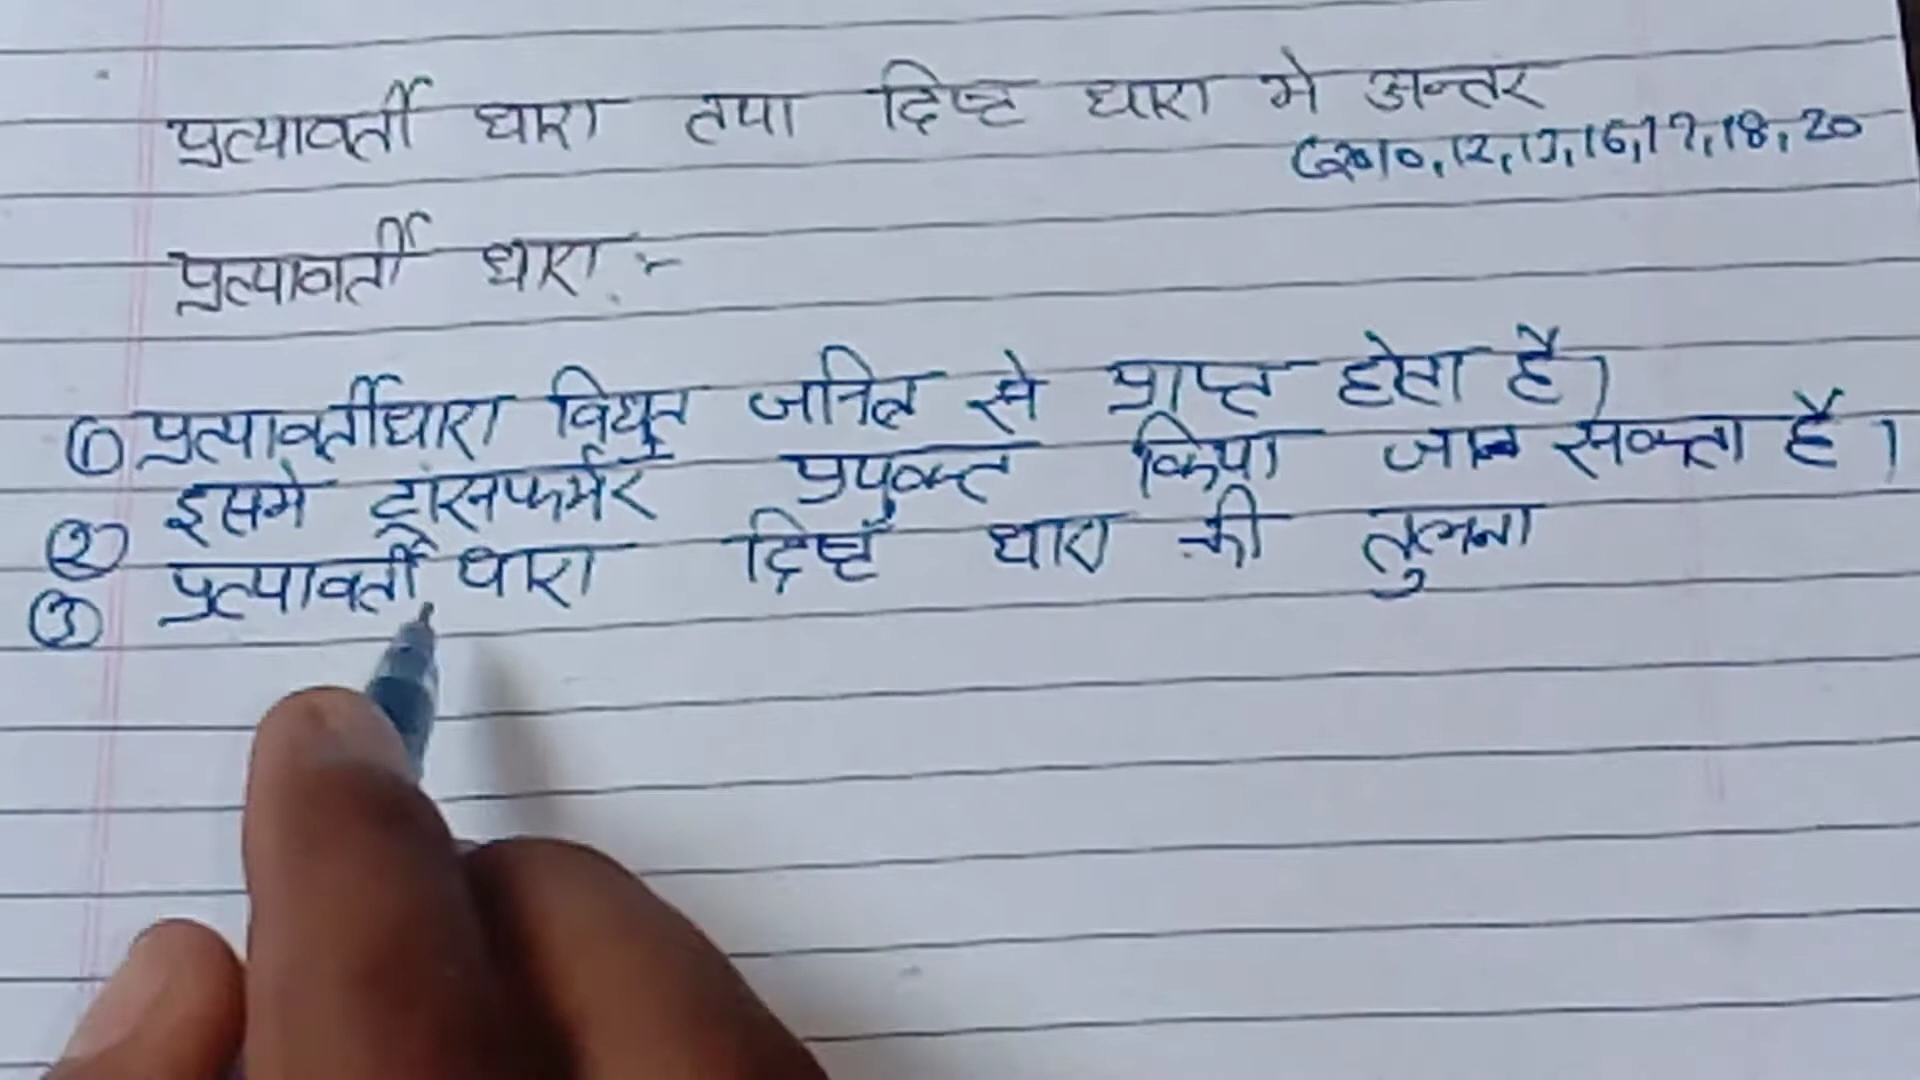 प्रत्यावर्ती धारा तथा दिष्ट धारा मे अन्तर
(2010, 12, 13, 16, 17, 18, 20
प्रत्यावर्ती धारा :-
① प्रत्यावर्ती धारा विद्युत जनित्र से प्राप्त होता है।
② इसमे ट्रांसफर्मर प्रयुक्त किया जा सकता है।
③ प्रत्यावर्ती धारा दिष्ट धारा की तुलना